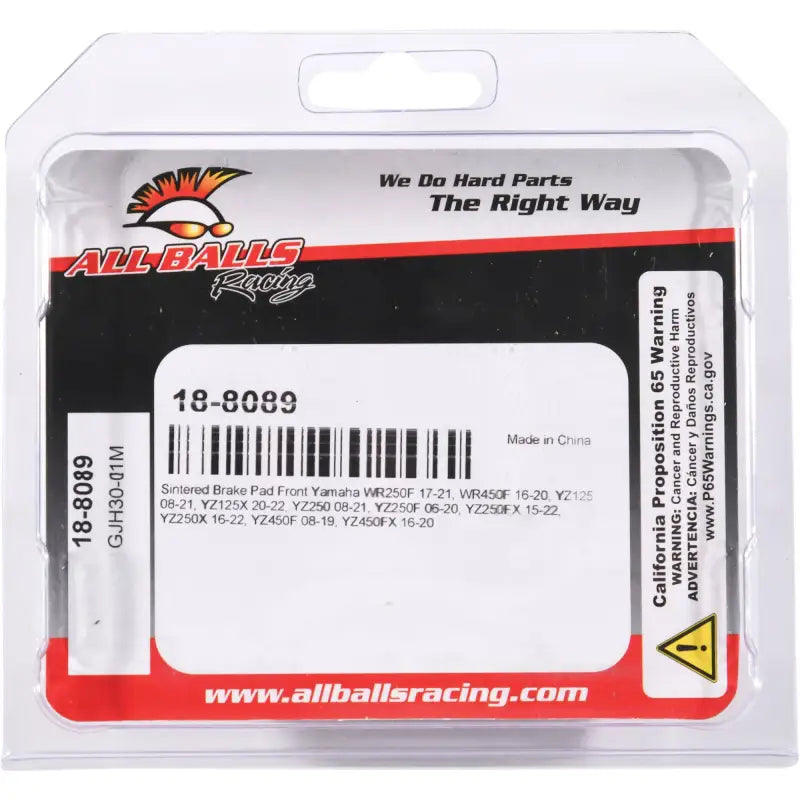 We Do Hard Parts
The Right Way
ALL BALLS
Racing
18-8089
Made in China
Sintered Brake Pad Front Yamaha WR250F 17-21, WR450F 16-20, YZ125
08-21, YZ125X 20-22, YZ250 08-21, YZ250F 06-20, YZ250FX 15-22,
YZ250X 16-22, YZ450F 08-19, YZ450FX 16-20
18-8089
GJH30-01M
California Proposition 65 Warning
WARNING: Cancer and Reproductive Harm
ADVERTENCIA: Cáncer y Daños Reproductivos
www.P65Warnings.ca.gov
www.allballsracing.com